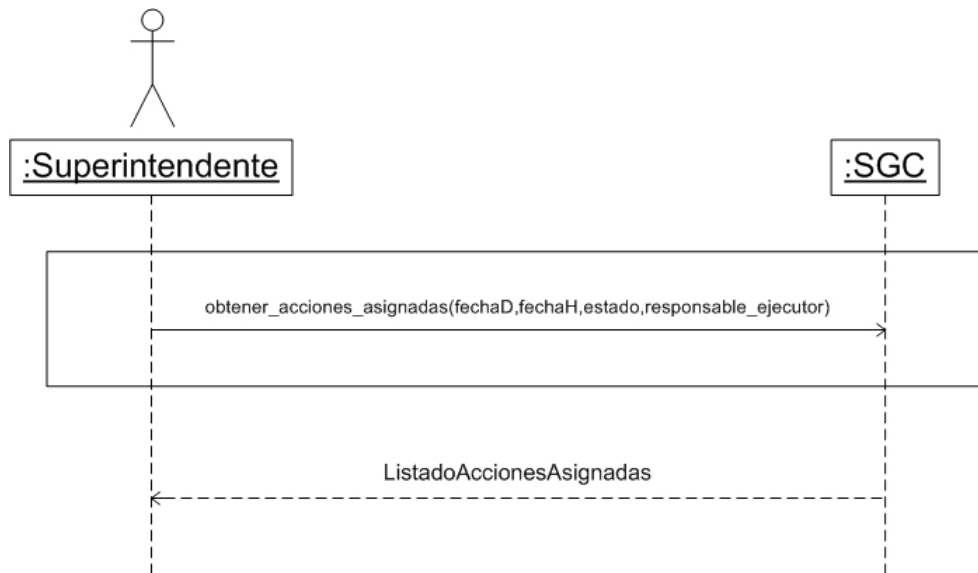 :Superintendente
:SGC
obtener_acciones_asignadas(fechaD,fechaH,estado,responsable_ejecutor)
ListadoAccionesAsignadas